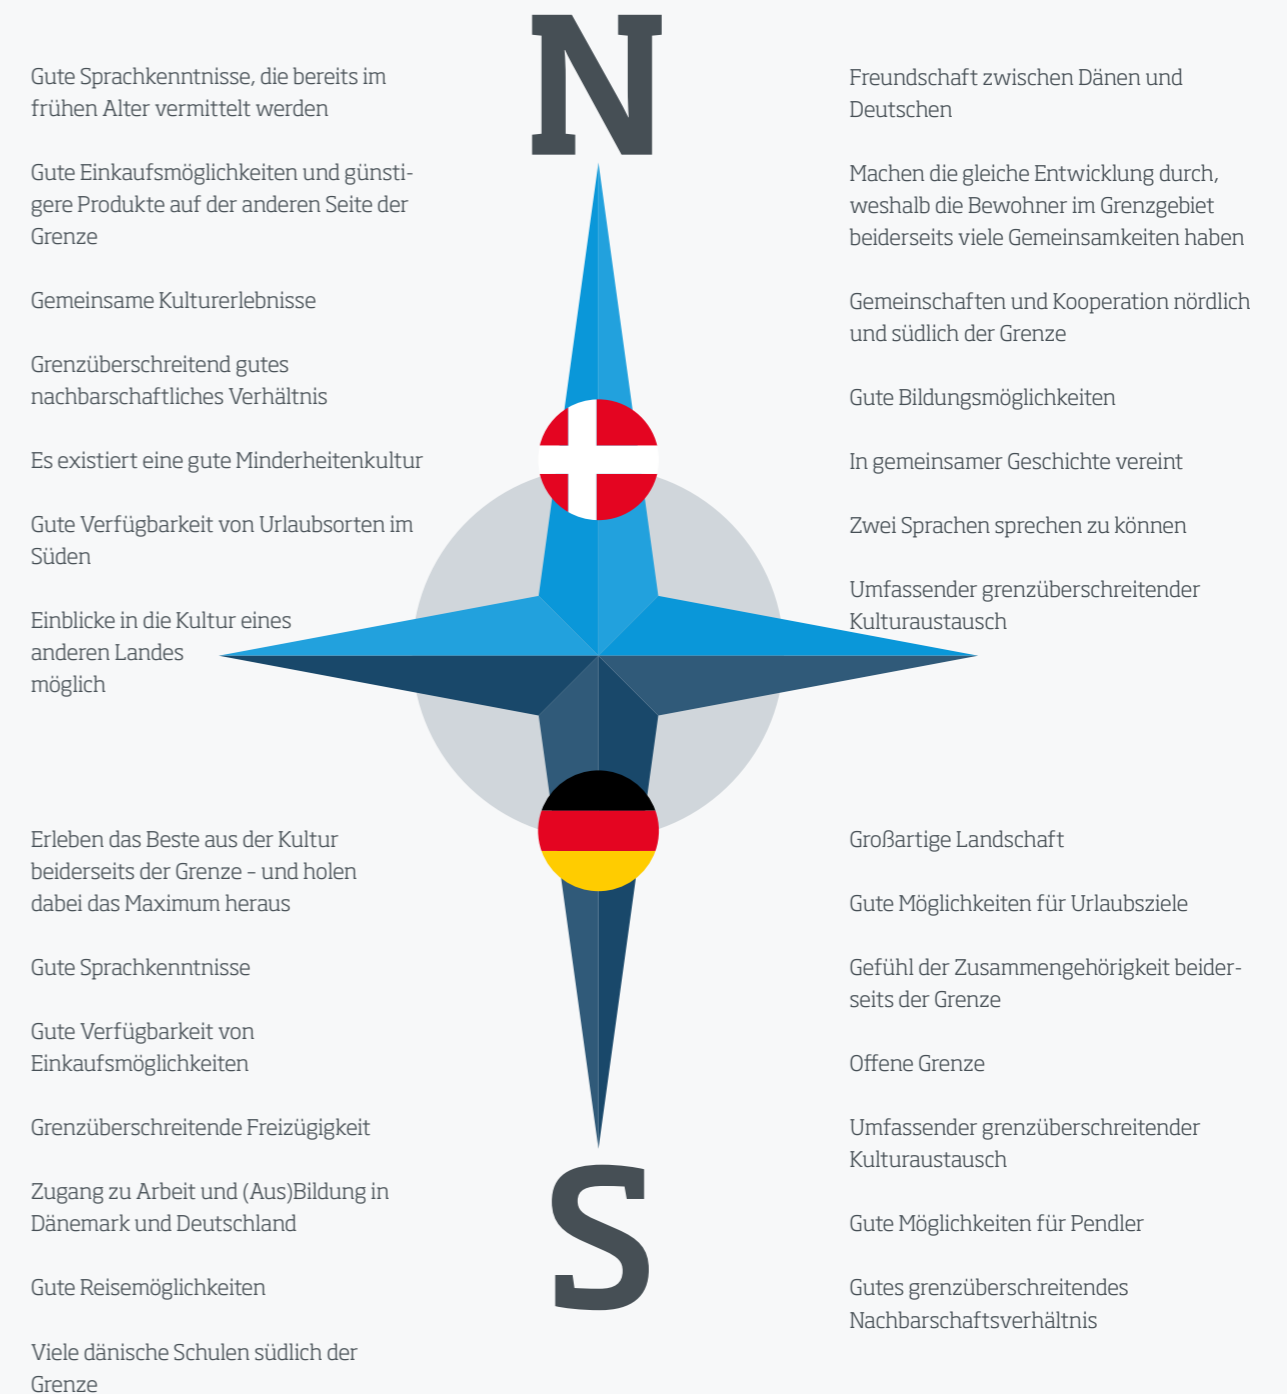 N
Gute Sprachkenntnisse, die bereits im
frühen Alter vermittelt werden
Gute Einkaufsmöglichkeiten und günsti-
gere Produkte auf der anderen Seite der
Grenze
Gemeinsame Kulturerlebnisse
Grenzüberschreitend gutes
nachbarschaftliches Verhältnis
Es existiert eine gute Minderheitenkultur
Gute Verfügbarkeit von Urlaubsorten im
Süden
Einblicke in die Kultur eines
anderen Landes
möglich
Freundschaft zwischen Dänen und
Deutschen
Machen die gleiche Entwicklung durch,
weshalb die Bewohner im Grenzgebiet
beiderseits viele Gemeinsamkeiten haben
Gemeinschaften und Kooperation nördlich
und südlich der Grenze
Gute Bildungsmöglichkeiten
In gemeinsamer Geschichte vereint
Zwei Sprachen sprechen zu können
Umfassender grenzüberschreitender
Kulturaustausch
Erleben das Beste aus der Kultur
beiderseits der Grenze – und holen
dabei das Maximum heraus
Gute Sprachkenntnisse
Gute Verfügbarkeit von
Einkaufsmöglichkeiten
Grenzüberschreitende Freizügigkeit
Zugang zu Arbeit und (Aus)Bildung in
Dänemark und Deutschland
Gute Reisemöglichkeiten
Viele dänische Schulen südlich der
Grenze
Großartige Landschaft
Gute Möglichkeiten für Urlaubsziele
Gefühl der Zusammengehörigkeit beider-
seits der Grenze
Offene Grenze
Umfassender grenzüberschreitender
Kulturaustausch
Gute Möglichkeiten für Pendler
Gutes grenzüberschreitendes
Nachbarschaftsverhältnis
S